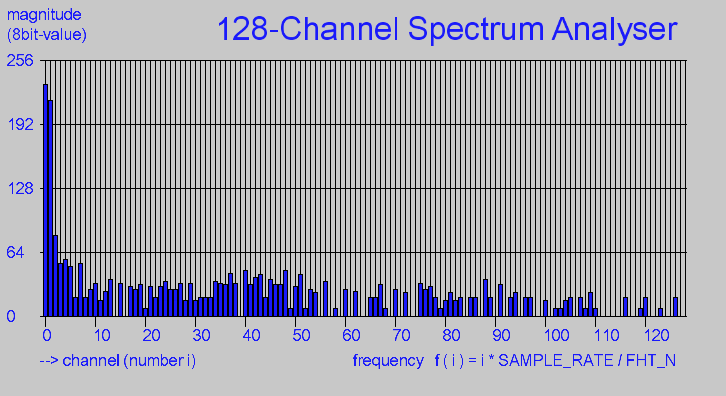 magnitude
(8bit-value)
128-Channel Spectrum Analyser
256
192
128
64
0
0 10 20 30 40 50 60 70 80 90 100 110 120
--> channel (number i)
frequency f ( i ) = i * SAMPLE_RATE / FHT_N